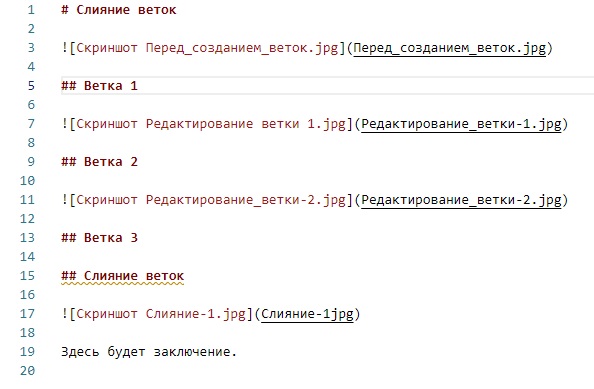 1 # Слияние веток
2
3 ![Скриншот Перед_созданием_веток.jpg](Перед_созданием_веток.jpg)
4
5 ## Ветка 1
6
7 ![Скриншот Редактирование ветки 1.jpg](Редактирование_ветки-1.jpg)
8
9 ## Ветка 2
10
11 ![Скриншот Редактирование_ветки-2.jpg](Редактирование_ветки-2.jpg)
12
13 ## Ветка 3
14
15 ## Слияние веток
16
17 ![Скриншот Слияние-1.jpg](Слияние-1jpg)
18
19 Здесь будет заключение.
20